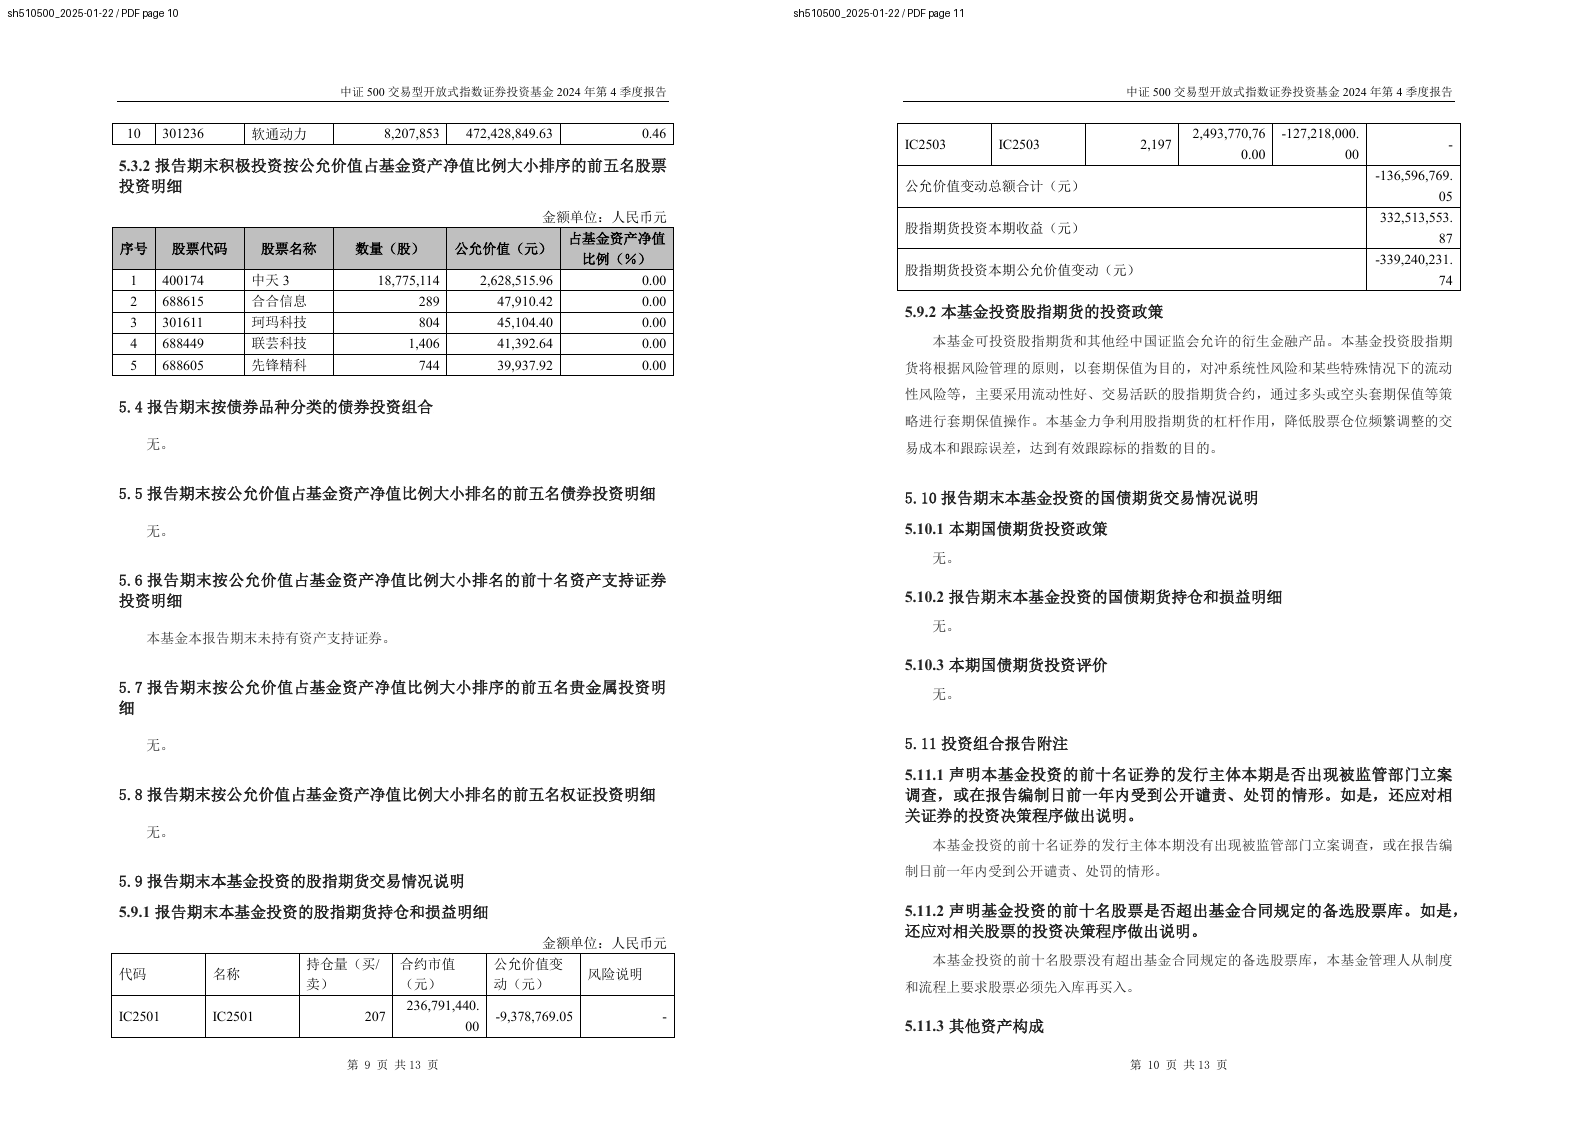 sh510500_2025-01-22 / PDF page 10
中证 500 交易型开放式指数证券投资基金 2024 年第 4 季度报告
10 301236 软通动力 8,207,853 472,428,849.63 0.46
5.3.2 报告期末积极投资按公允价值占基金资产净值比例大小排序的前五名股票
投资明细
金额单位：人民币元
序号 股票代码 股票名称 数量（股） 公允价值（元） 占基金资产净值
比例（%）
1 400174 中天 3 18,775,114 2,628,515.96 0.00
2 688615 合合信息 289 47,910.42 0.00
3 301611 珂玛科技 804 45,104.40 0.00
4 688449 联芸科技 1,406 41,392.64 0.00
5 688605 先锋精科 744 39,937.92 0.00
5.4 报告期末按债券品种分类的债券投资组合
无。
5.5 报告期末按公允价值占基金资产净值比例大小排名的前五名债券投资明细
无。
5.6 报告期末按公允价值占基金资产净值比例大小排名的前十名资产支持证券
投资明细
本基金本报告期末未持有资产支持证券。
5.7 报告期末按公允价值占基金资产净值比例大小排序的前五名贵金属投资明
细
无。
5.8 报告期末按公允价值占基金资产净值比例大小排名的前五名权证投资明细
无。
5.9 报告期末本基金投资的股指期货交易情况说明
5.9.1 报告期末本基金投资的股指期货持仓和损益明细
金额单位：人民币元
代码 名称 持仓量（买/ 合约市值 公允价值变 风险说明
卖） （元） 动（元）
IC2501 IC2501 207 236,791,440. -9,378,769.05 -
00
第 9 页 共 13 页
sh510500_2025-01-22 / PDF page 11
中证 500 交易型开放式指数证券投资基金 2024 年第 4 季度报告
IC2503 IC2503 2,197 2,493,770,76 -127,218,000. -
0.00 00
公允价值变动总额合计（元） -136,596,769.
05
股指期货投资本期收益（元） 332,513,553.
87
股指期货投资本期公允价值变动（元） -339,240,231.
74
5.9.2 本基金投资股指期货的投资政策
本基金可投资股指期货和其他经中国证监会允许的衍生金融产品。本基金投资股指期
货将根据风险管理的原则，以套期保值为目的，对冲系统性风险和某些特殊情况下的流动
性风险等，主要采用流动性好、交易活跃的股指期货合约，通过多头或空头套期保值等策
略进行套期保值操作。本基金力争利用股指期货的杠杆作用，降低股票仓位频繁调整的交
易成本和跟踪误差，达到有效跟踪标的指数的目的。
5.10 报告期末本基金投资的国债期货交易情况说明
5.10.1 本期国债期货投资政策
无。
5.10.2 报告期末本基金投资的国债期货持仓和损益明细
无。
5.10.3 本期国债期货投资评价
无。
5.11 投资组合报告附注
5.11.1 声明本基金投资的前十名证券的发行主体本期是否出现被监管部门立案
调查，或在报告编制日前一年内受到公开谴责、处罚的情形。如是，还应对相
关证券的投资决策程序做出说明。
本基金投资的前十名证券的发行主体本期没有出现被监管部门立案调查，或在报告编
制日前一年内受到公开谴责、处罚的情形。
5.11.2 声明基金投资的前十名股票是否超出基金合同规定的备选股票库。如是，
还应对相关股票的投资决策程序做出说明。
本基金投资的前十名股票没有超出基金合同规定的备选股票库，本基金管理人从制度
和流程上要求股票必须先入库再买入。
5.11.3 其他资产构成
第 10 页 共 13 页